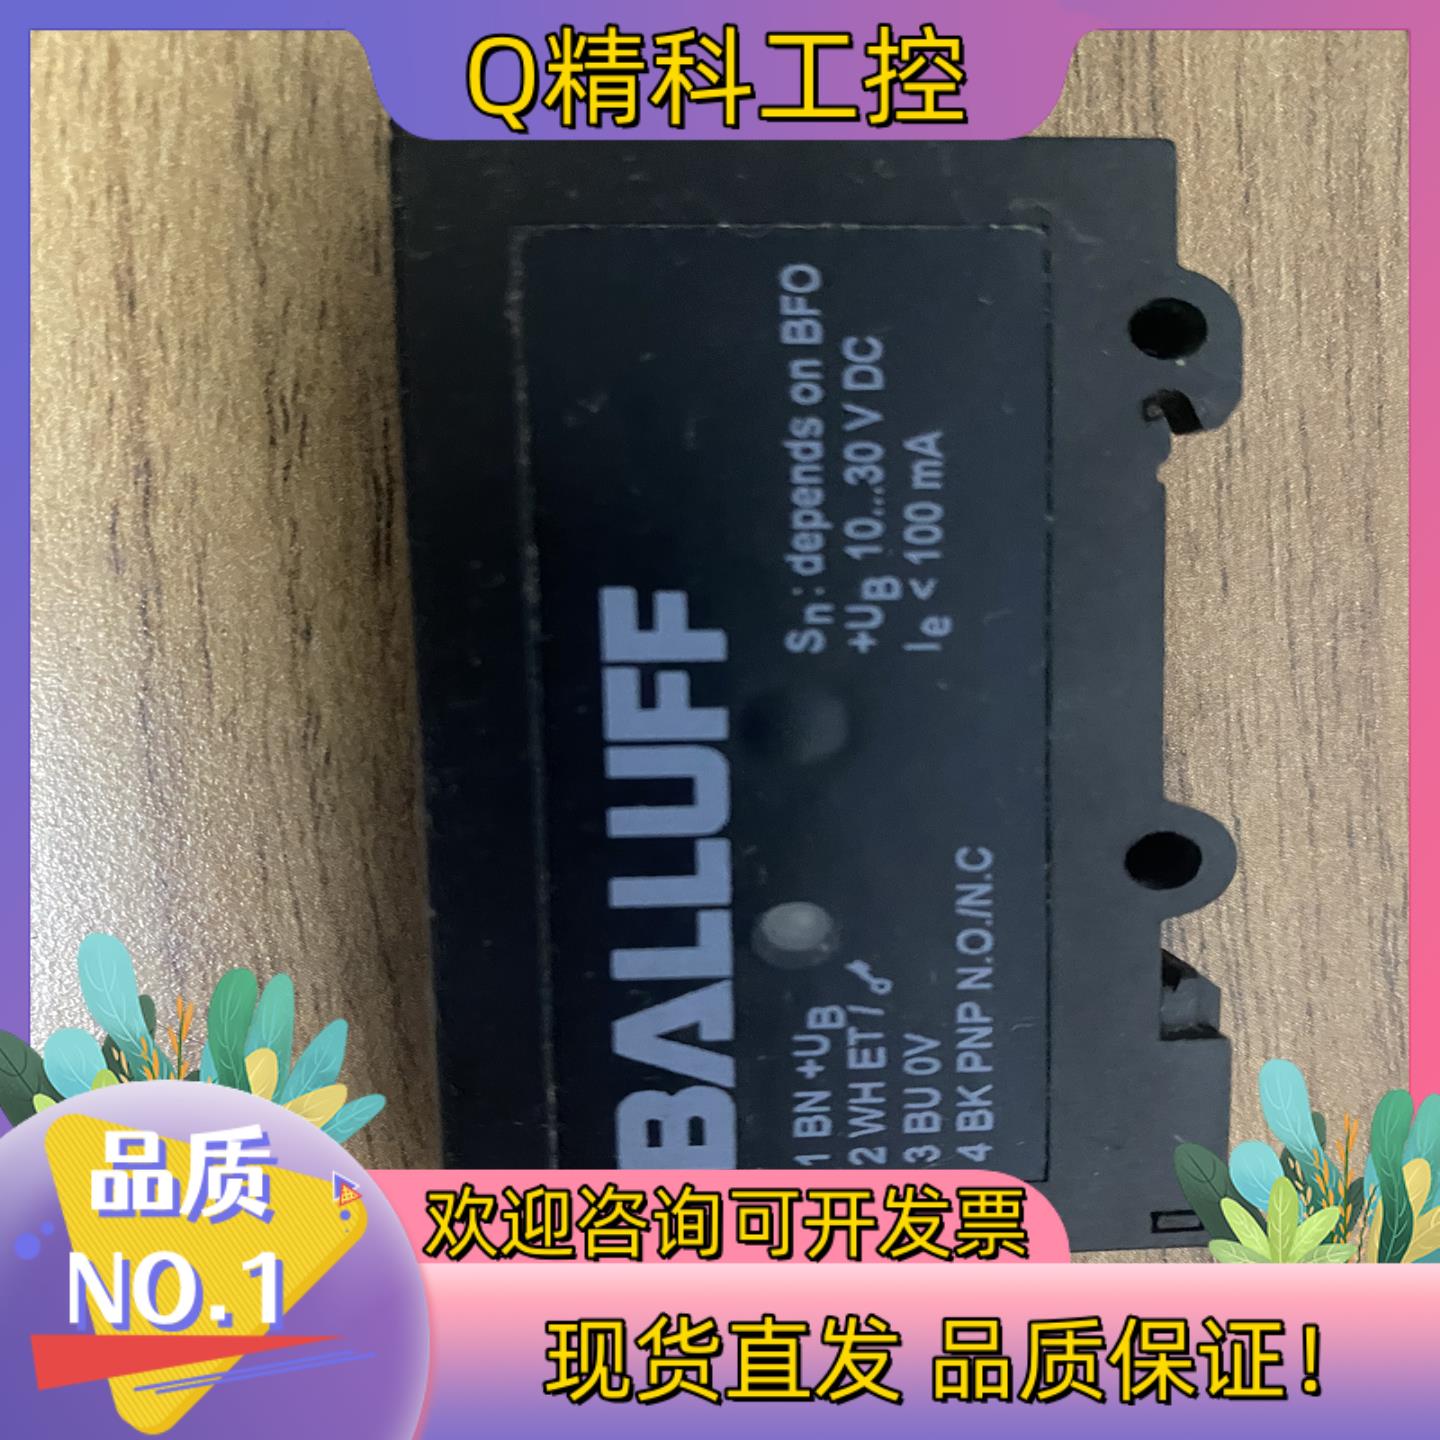 Q精科工控
BALLUFF
Sn: depends on BFO
+UB 10...30 V DC
Ie < 100 mA
1 BN +UB
2 WH ET /
3 BU 0V
4 BK PNP N.O./N.C
品质
NO.1
欢迎咨询可开发票
现货直发 品质保证!